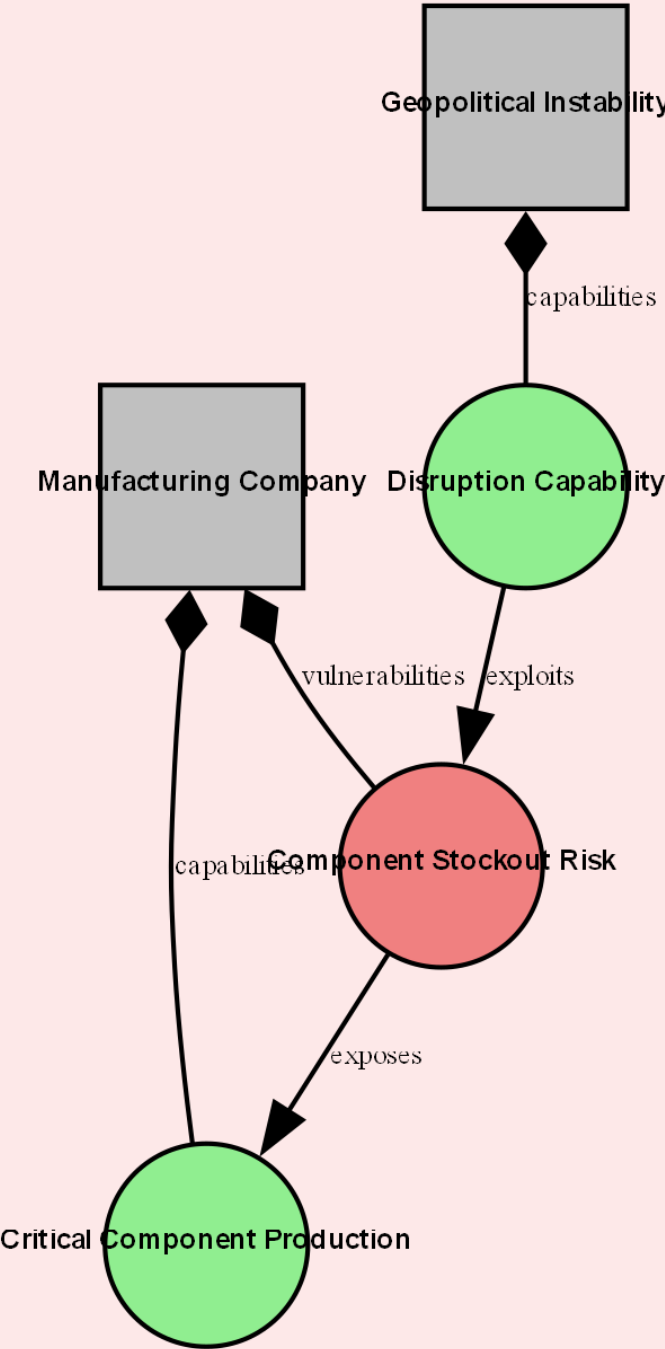 Geopolitical Instability
capabilities
Manufacturing Company
Disruption Capability
vulnerabilities
exploits
capabilities
Component Stockout Risk
exposes
Critical Component Production